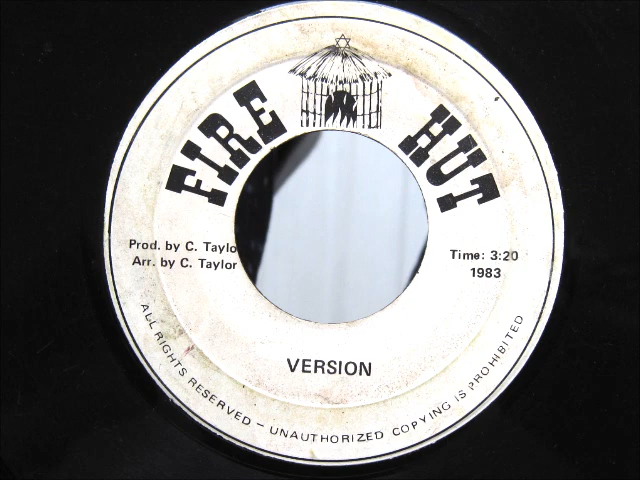 FIRE HUT
Prod. by C. Taylo
Arr. by C. Taylor
Time: 3:20
1983
VERSION
ALL RIGHTS RESERVED – UNAUTHORIZED COPYING IS PROHIBITED